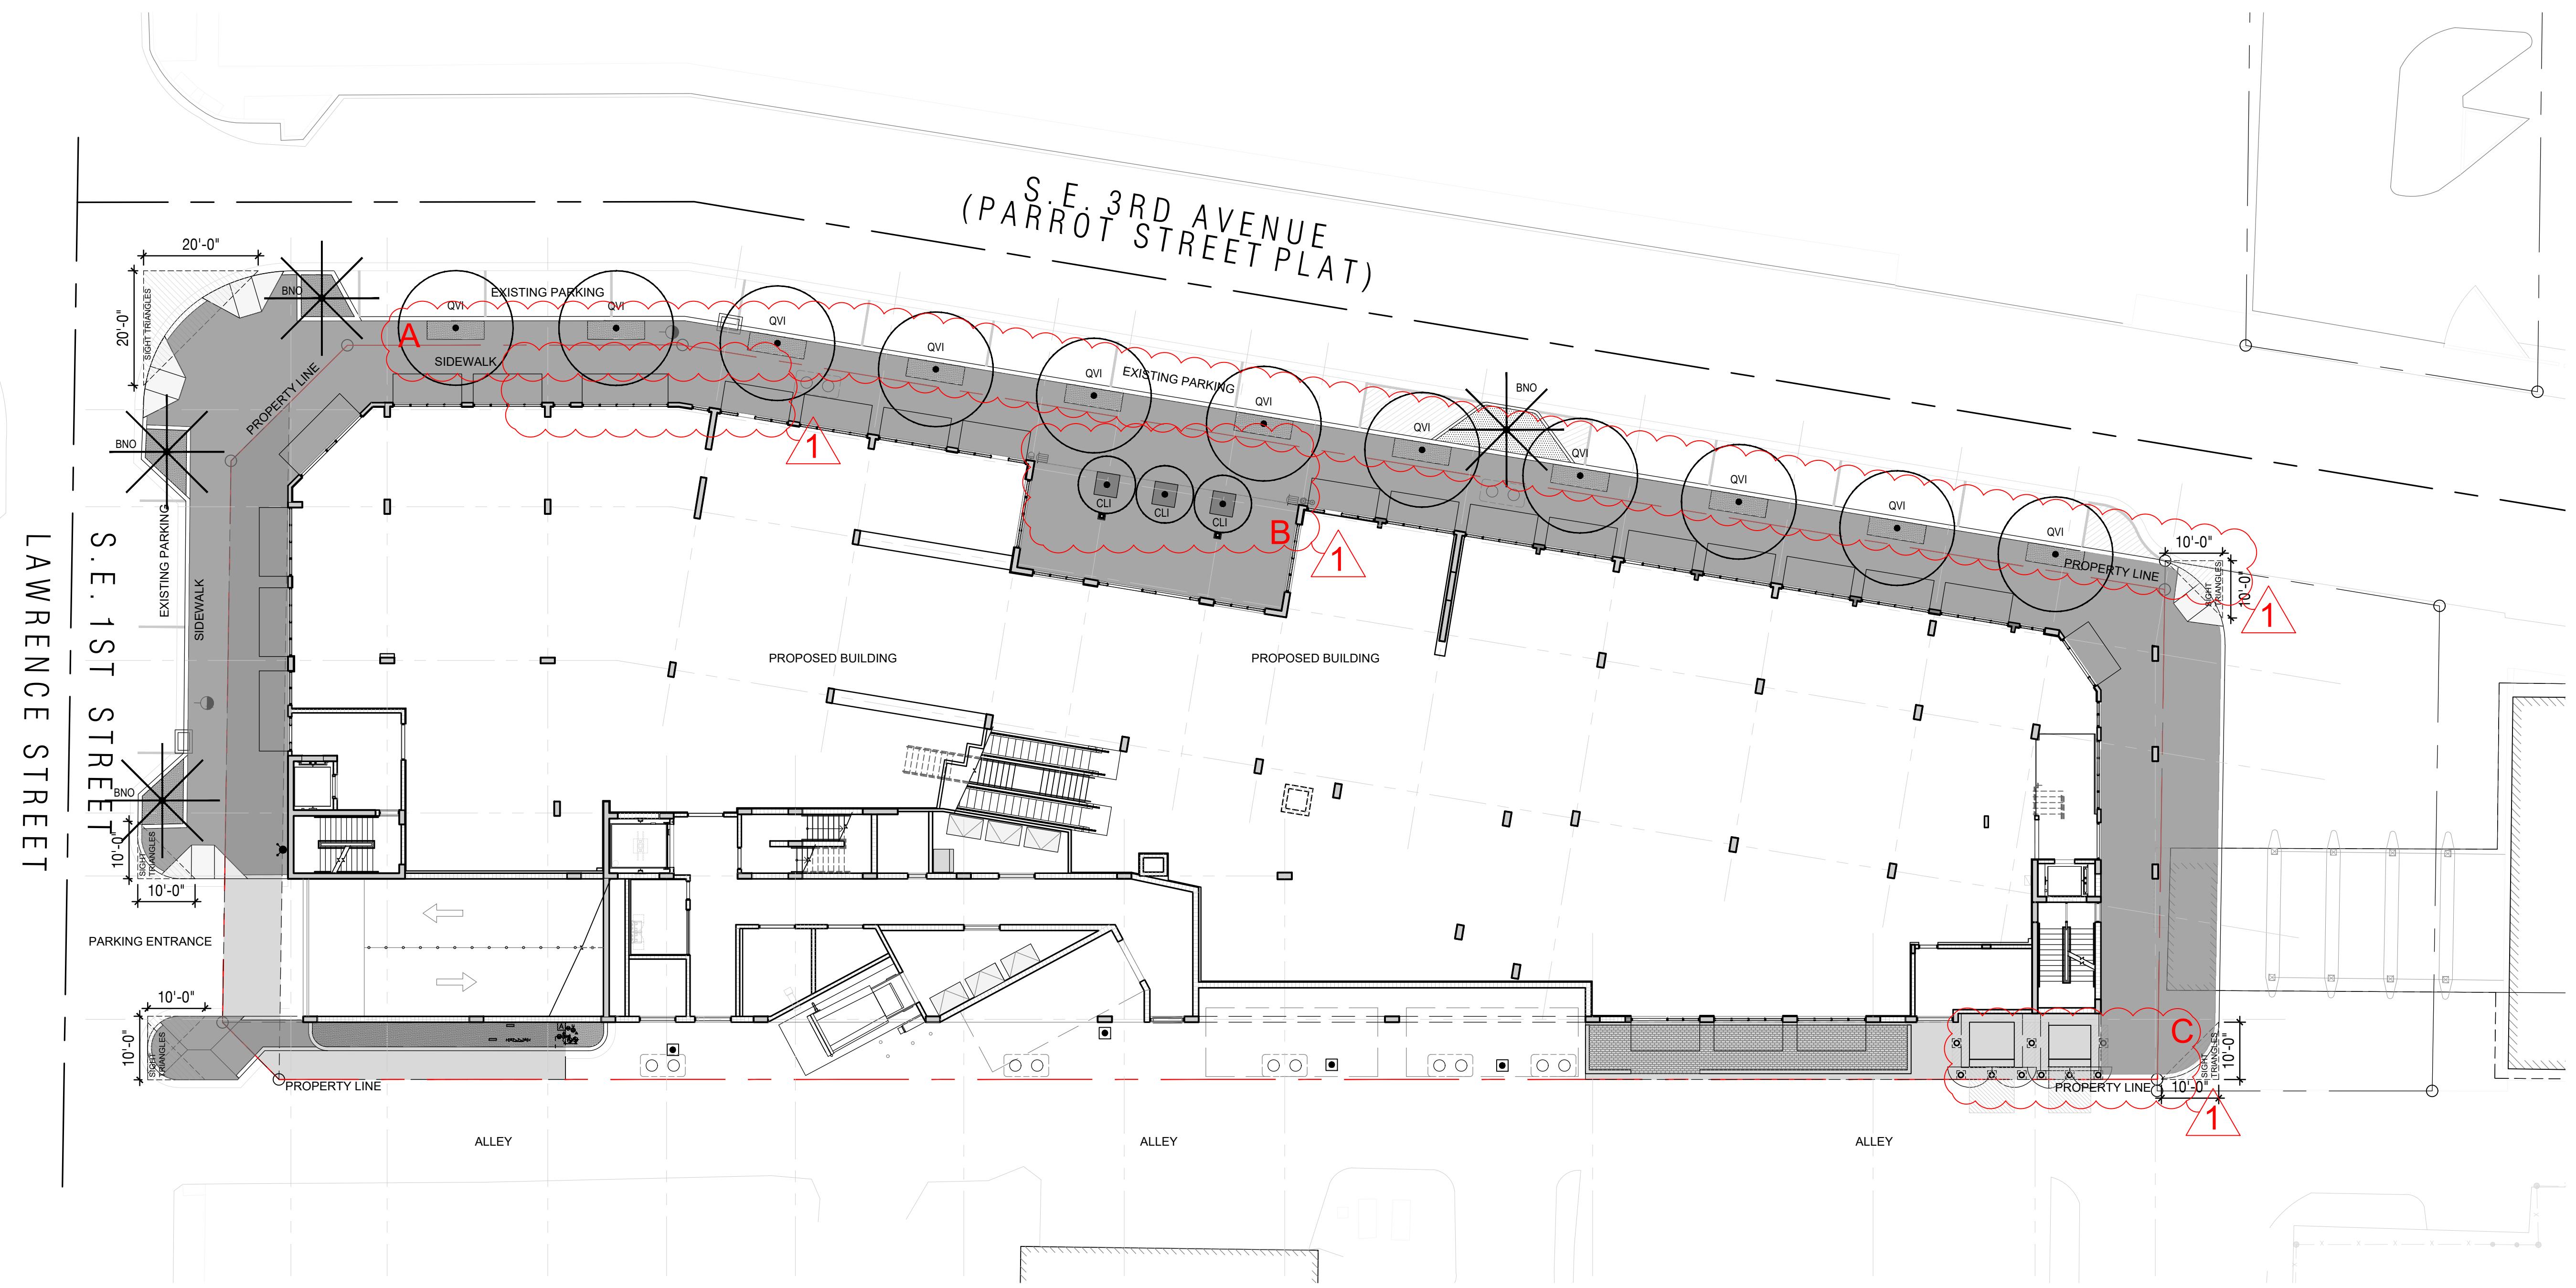 S.E. 3RD AVENUE
(PARROT STREET PLAT)
20'-0"
20'-0"
SIGHT TRIANGLES
BNO
QVI
EXISTING PARKING
QVI
QVI
QVI
QVI
EXISTING PARKING
QVI
QVI
BNO
QVI
QVI
QVI
QVI
A
SIDEWALK
PROPERTY LINE
BNO
1
CLI
CLI
CLI
B
1
PROPERTY LINE
10'-0"
10'-0"
SIGHT
TRIANGLES
1
S.E. 1ST STREET
LAWRENCE STREET
EXISTING PARKING
SIDEWALK
PROPOSED BUILDING
PROPOSED BUILDING
BNO
10'-0"
SIGHT
TRIANGLES
10'-0"
PARKING ENTRANCE
10'-0"
10'-0"
SIGHT
TRIANGLES
A
PROPERTY LINE
C
10'-0"
SIGHT
TRIANGLES
PROPERTY LINE
10'-0"
1
ALLEY
ALLEY
ALLEY